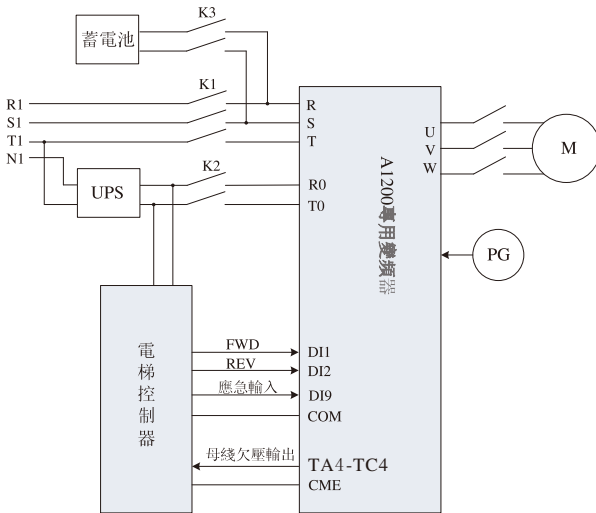 K3
蓄電池
K1
R1
S1
T1
N1
R
S
T
U
V
W
M
K2
UPS
R0
T0
A1200專用變頻器
PG
電梯控制器
FWD
DI1
REV
DI2
應急輸入
DI9
COM
母綫欠壓輸出
TA4-TC4
CME